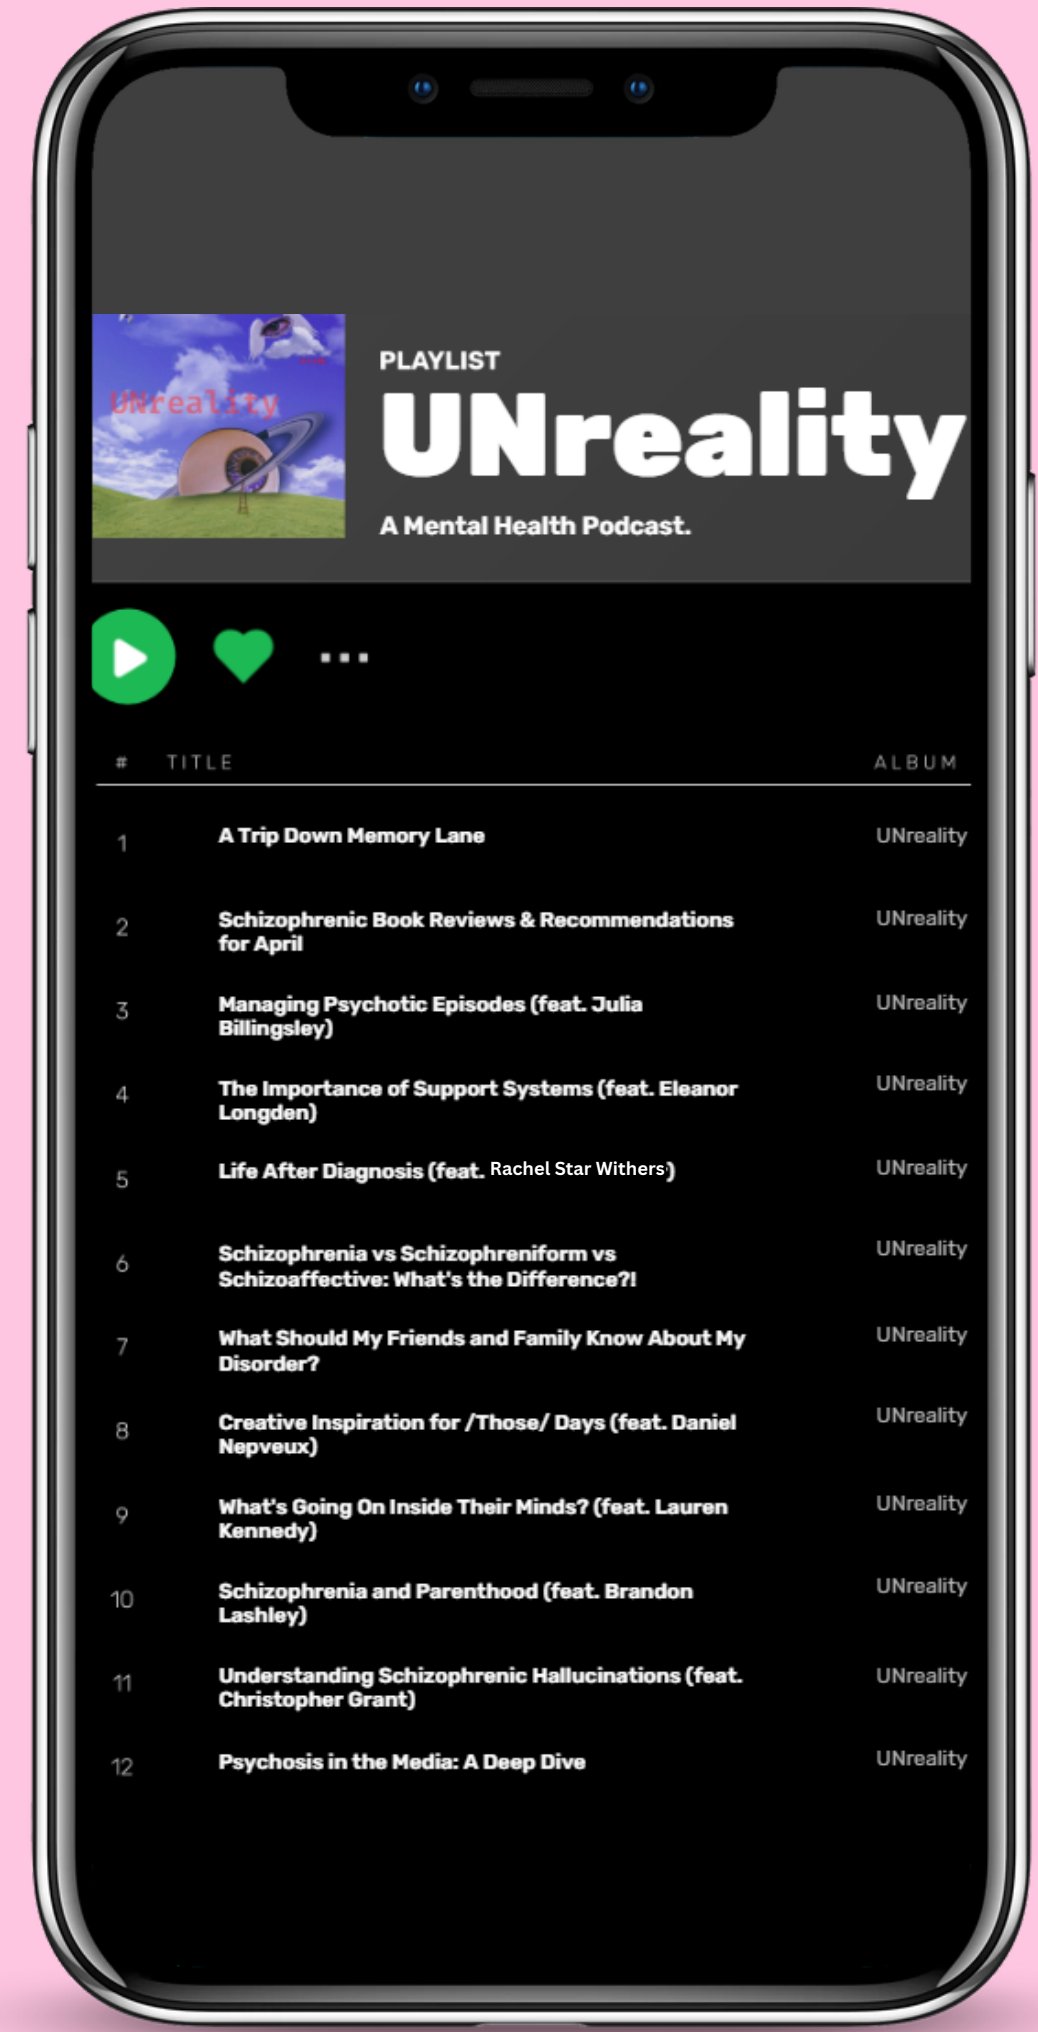 UNreality
PLAYLIST
UNreality
A Mental Health Podcast.
# TITLE ALBUM
1 A Trip Down Memory Lane UNreality
2 Schizophrenic Book Reviews & Recommendations UNreality
for April
3 Managing Psychotic Episodes (feat. Julia UNreality
Billingsley)
4 The Importance of Support Systems (feat. Eleanor UNreality
Longden)
5 Life After Diagnosis (feat. Rachel Star Withers) UNreality
6 Schizophrenia vs Schizophreniform vs UNreality
Schizoaffective: What's the Difference?!
7 What Should My Friends and Family Know About My UNreality
Disorder?
8 Creative Inspiration for /Those/ Days (feat. Daniel UNreality
Nepveux)
9 What's Going On Inside Their Minds? (feat. Lauren UNreality
Kennedy)
10 Schizophrenia and Parenthood (feat. Brandon UNreality
Lashley)
11 Understanding Schizophrenic Hallucinations (feat. UNreality
Christopher Grant)
12 Psychosis in the Media: A Deep Dive UNreality